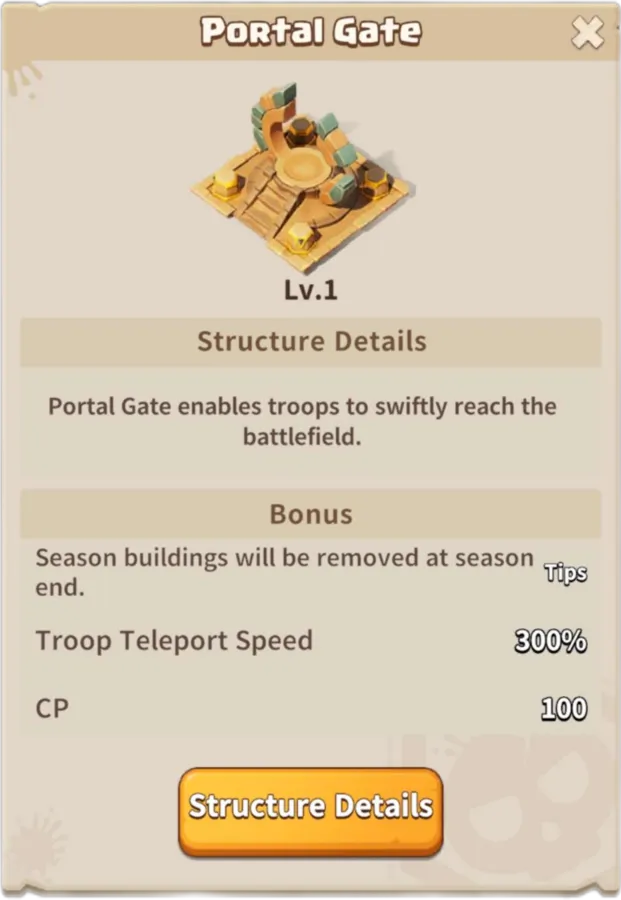 Portal Gate
Lv.1
Structure Details
Portal Gate enables troops to swiftly reach the
battlefield.
Bonus
Season buildings will be removed at season
end.
Tips
Troop Teleport Speed 300%
CP 100
Structure Details